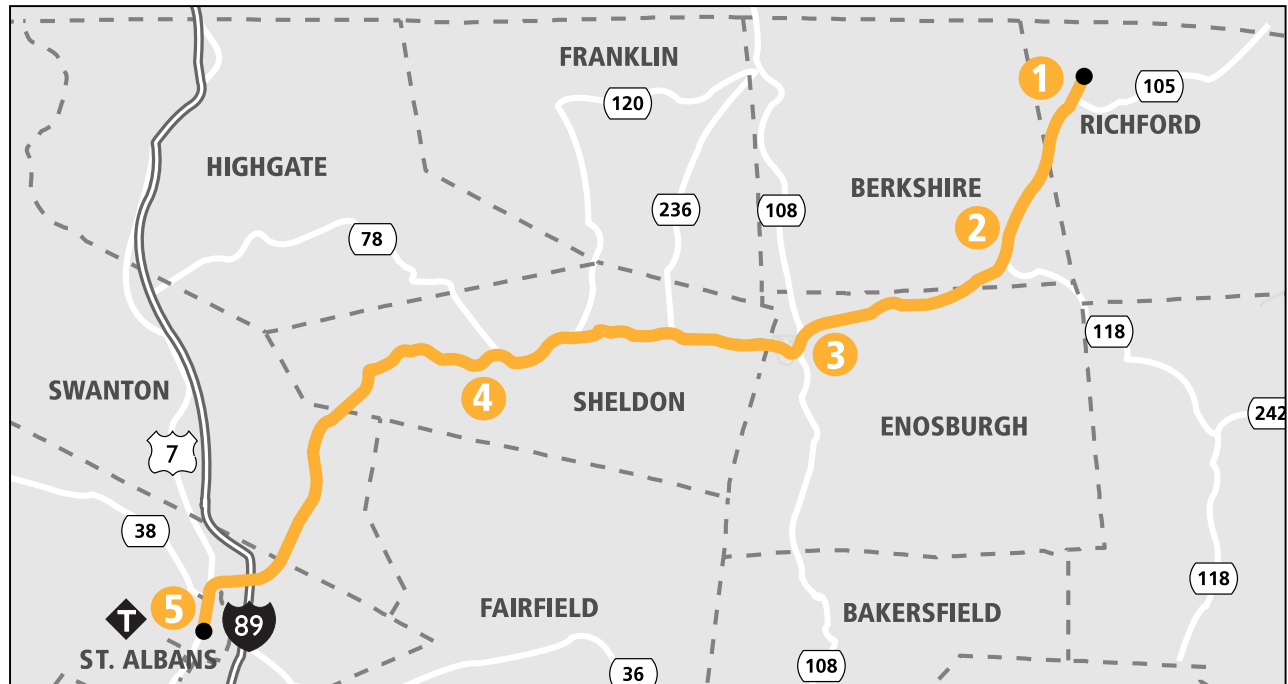 FRANKLIN
1
105
120
RICHFORD
HIGHGATE
BERKSHIRE
236
108
2
78
118
3
SWANTON
4
SHELDON
242
ENOSBURGH
7
38
118
T
5
89
FAIRFIELD
BAKERSFIELD
ST. ALBANS
36
108